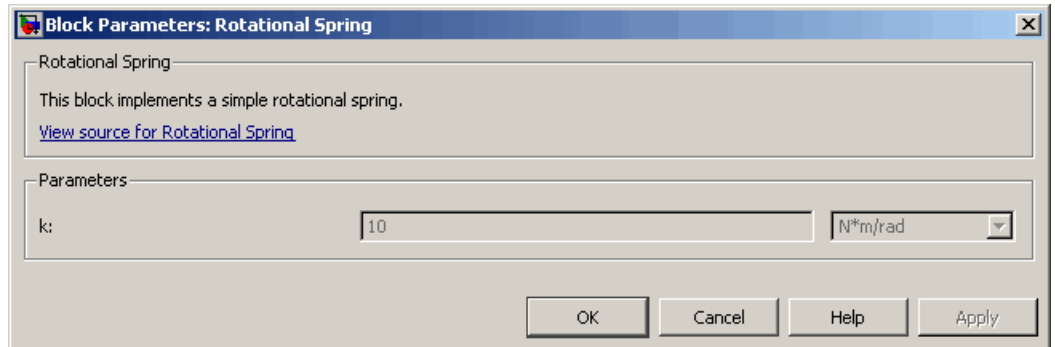 Block Parameters: Rotational Spring
Rotational Spring
This block implements a simple rotational spring.
View source for Rotational Spring
Parameters
k: 10 N*m/rad
OK Cancel Help Apply